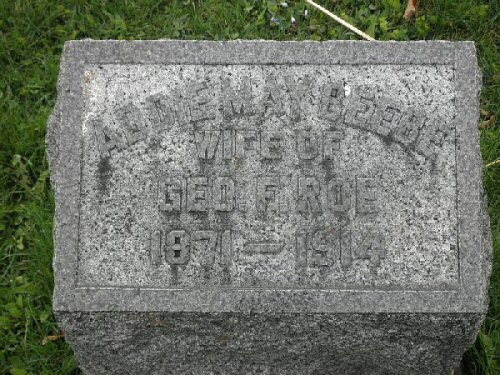 ADDIE MAY BEEBE
WIFE OF
GEO. F. ROE
1871 — 1914